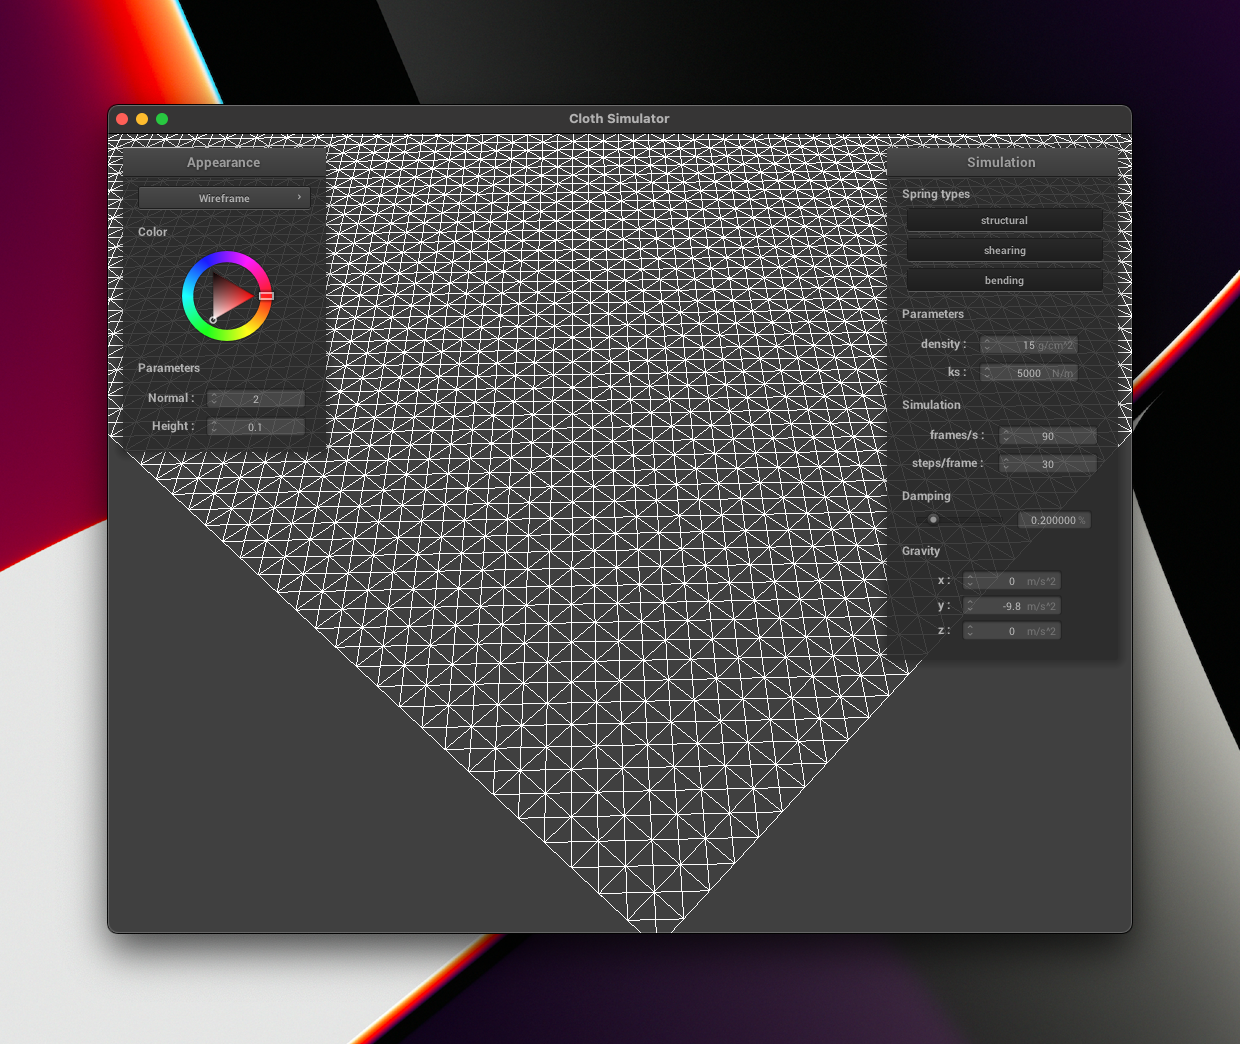 Cloth Simulator
Appearance
Wireframe
Color
Parameters
Normal : 2
Height : 0.1
Simulation
Spring types
structural
shearing
bending
Parameters
density : 15 g/cm^2
ks : 5000 N/m
Simulation
frames/s : 90
steps/frame : 30
Damping
0.200000 %
Gravity
x : 0 m/s^2
y : -9.8 m/s^2
z : 0 m/s^2